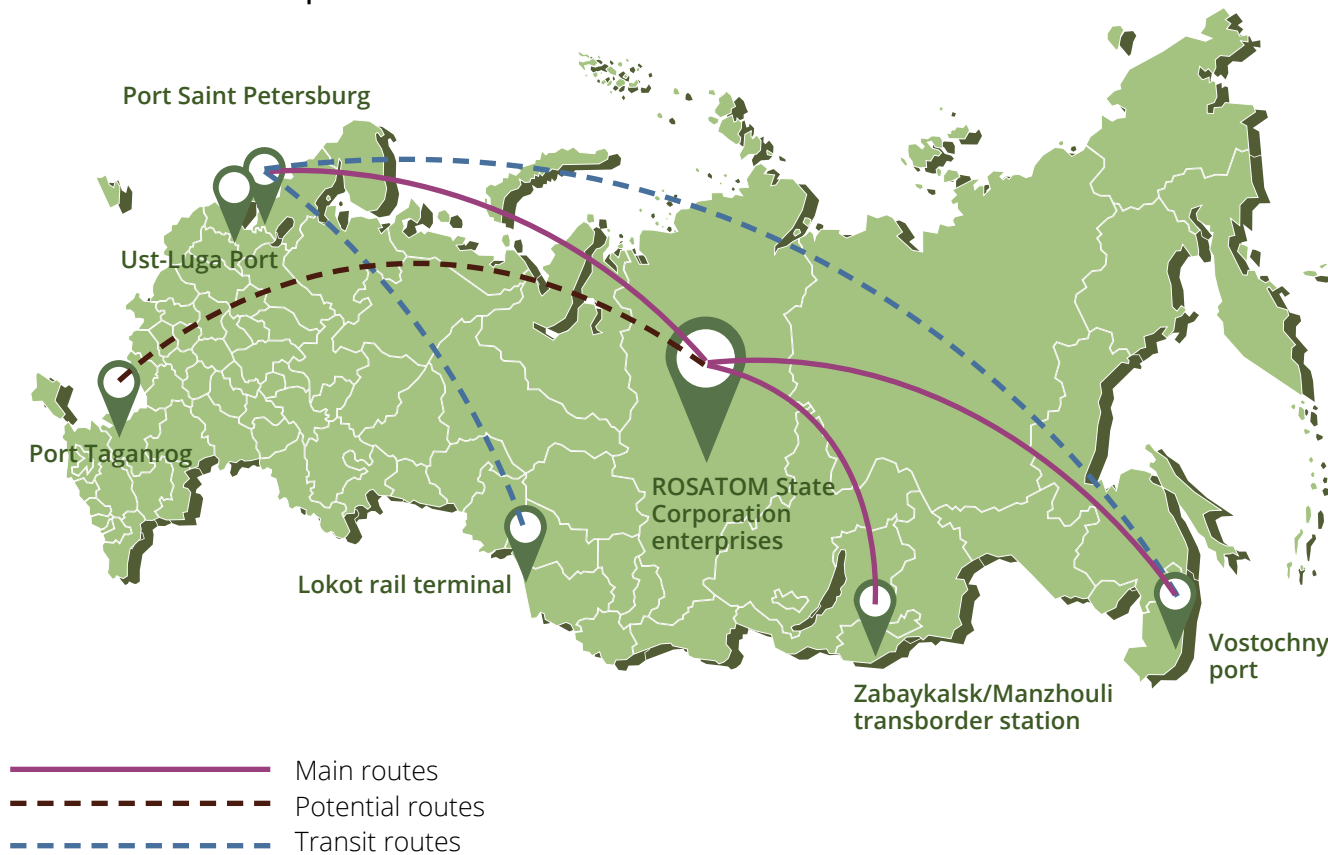 Port Saint Petersburg
Ust-Luga Port
Port Taganrog
ROSATOM State
Corporation
enterprises
Lokot rail terminal
Vostochny
port
Zabaykalsk/Manzhouli
transborder station
Main routes
Potential routes
Transit routes